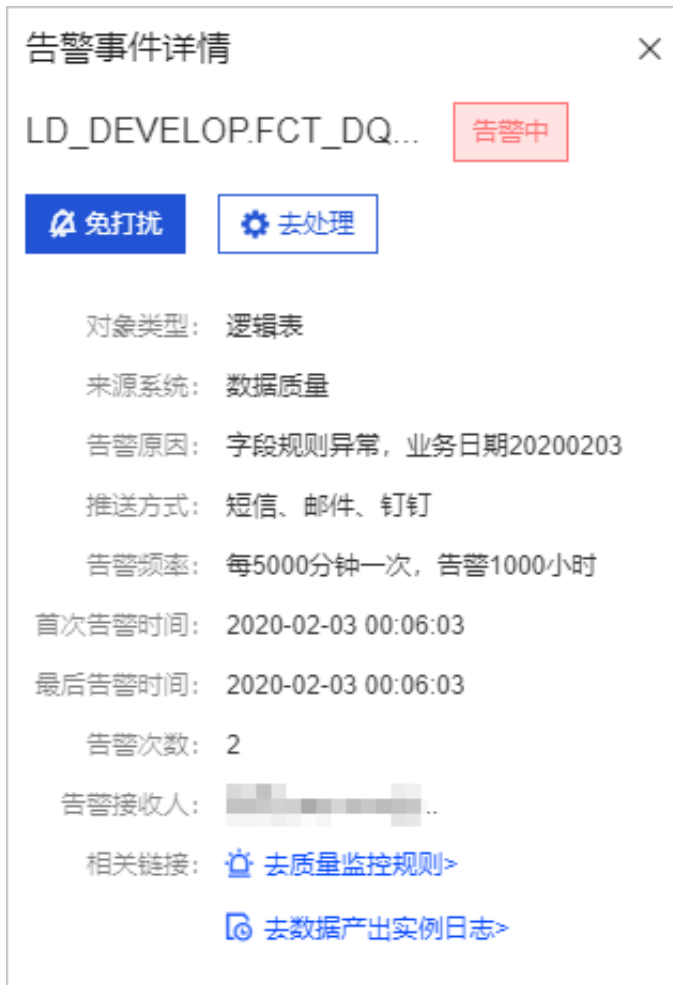 告警事件详情
LD_DEVELOP.FCT_DQ... 告警中
免打扰 去处理
对象类型： 逻辑表
来源系统： 数据质量
告警原因： 字段规则异常，业务日期20200203
推送方式： 短信、邮件、钉钉
告警频率： 每5000分钟一次，告警1000小时
首次告警时间： 2020-02-03 00:06:03
最后告警时间： 2020-02-03 00:06:03
告警次数： 2
告警接收人： ..
相关链接： 去质量监控规则>
去数据产出实例日志>